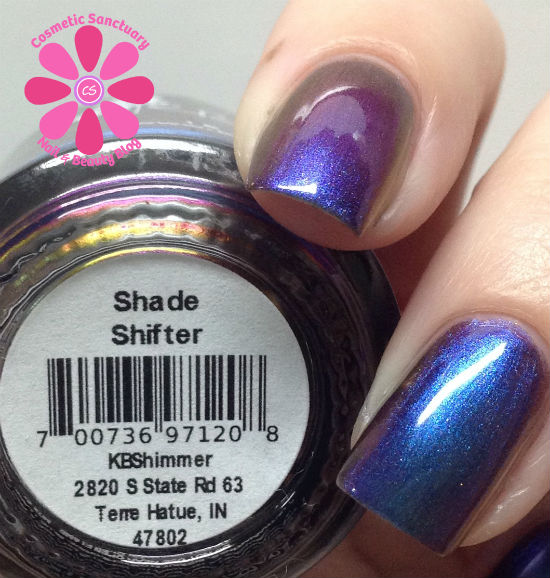 Cosmetic Sanctuary
CS
Nail & Beauty Blog
Shade
Shifter
7 00736 97120 8
KBShimmer
2820 S State Rd 63
Terre Hatue, IN
47802